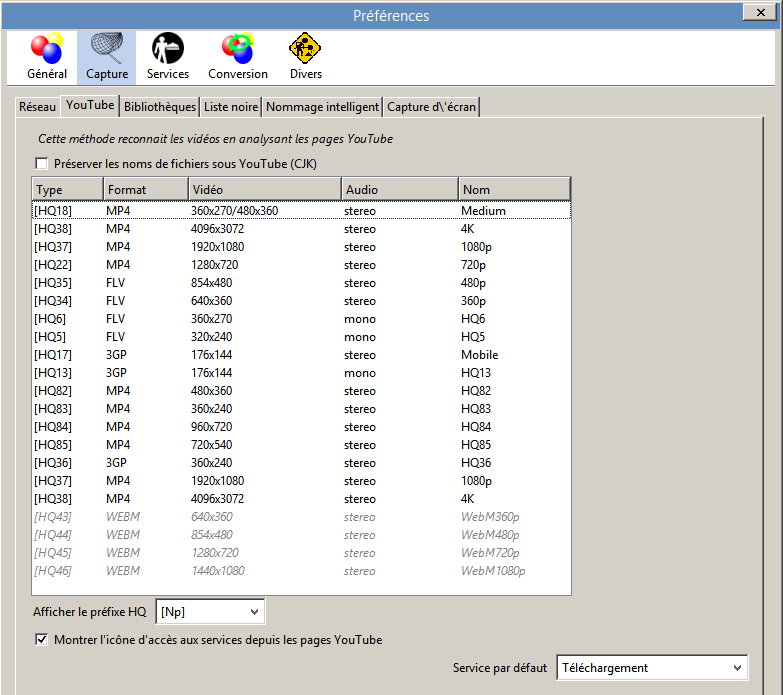 Préférences
Général Capture Services Conversion Divers
Réseau YouTube Bibliothèques Liste noire Nommage intelligent Capture d\'écran
Cette méthode reconnait les vidéos en analysant les pages YouTube
Préserver les noms de fichiers sous YouTube (CJK)
Type Format Vidéo Audio Nom
[HQ18] MP4 360x270/480x360 stereo Medium
[HQ38] MP4 4096x3072 stereo 4K
[HQ37] MP4 1920x1080 stereo 1080p
[HQ22] MP4 1280x720 stereo 720p
[HQ35] FLV 854x480 stereo 480p
[HQ34] FLV 640x360 stereo 360p
[HQ6] FLV 360x270 mono HQ6
[HQ5] FLV 320x240 mono HQ5
[HQ17] 3GP 176x144 stereo Mobile
[HQ13] 3GP 176x144 mono HQ13
[HQ82] MP4 480x360 stereo HQ82
[HQ83] MP4 360x240 stereo HQ83
[HQ84] MP4 960x720 stereo HQ84
[HQ85] MP4 720x540 stereo HQ85
[HQ36] 3GP 360x240 stereo HQ36
[HQ37] MP4 1920x1080 stereo 1080p
[HQ38] MP4 4096x3072 stereo 4K
[HQ43] WEBM 640x360 stereo WebM360p
[HQ44] WEBM 854x480 stereo WebM480p
[HQ45] WEBM 1280x720 stereo WebM720p
[HQ46] WEBM 1440x1080 stereo WebM1080p
Afficher le préfixe HQ [Np]
Montrer l'icône d'accès aux services depuis les pages YouTube
Service par défaut Téléchargement